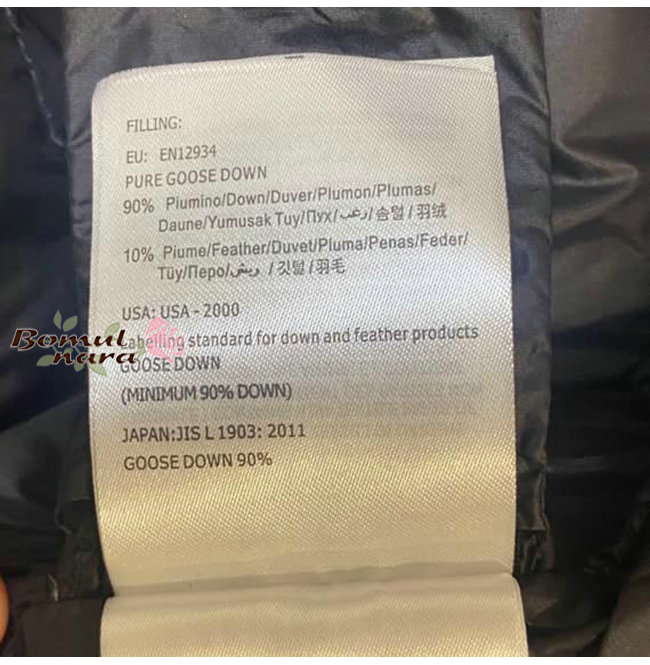 FILLING:
EU: EN12934
PURE GOOSE DOWN
90% Piumino/Down/Duver/Plumon/Plumas/
Daune/Yumusak Tuy/Пух/زغب/솜털/羽绒
10% Piume/Feather/Duvet/Pluma/Penas/Feder/
Tüy/Перо/ريش/깃털/羽毛
USA: USA - 2000
Labelling standard for down and feather products
GOOSE DOWN
(MINIMUM 90% DOWN)
JAPAN:JIS L 1903: 2011
GOOSE DOWN 90%
Bomul
nara